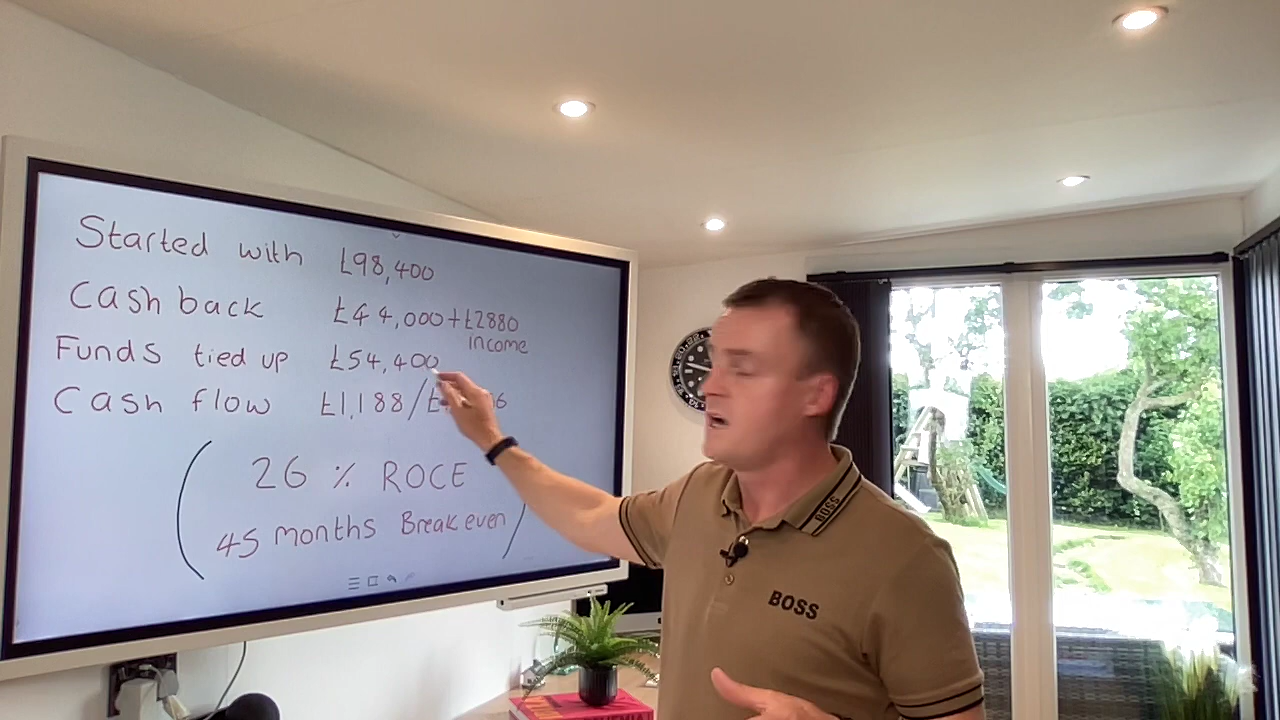 Started with £98,400
Cash back £44,000+£2880
income
Funds tied up £54,400
Cash flow £1,188/£
26 % ROCE
45 months Break even
BOSS
BOSS